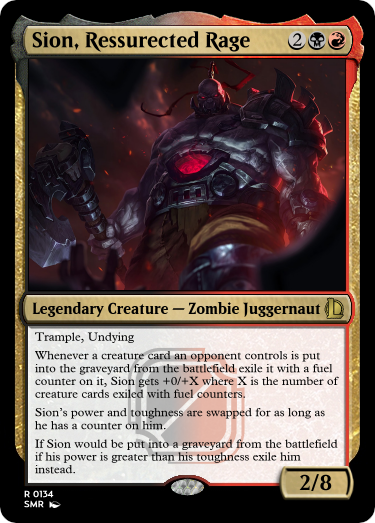 Sion, Ressurected Rage 2
Legendary Creature — Zombie Juggernaut
Trample, Undying
Whenever a creature card an opponent controls is put
into the graveyard from the battlefield exile it with a fuel
counter on it, Sion gets +0/+X where X is the number of
creature cards exiled with fuel counters.
Sion's power and toughness are swapped for as long as
he has a counter on him.
If Sion would be put into a graveyard from the battlefield
if his power is greater than his toughness exile him
instead.
2/8
R 0134
SMR